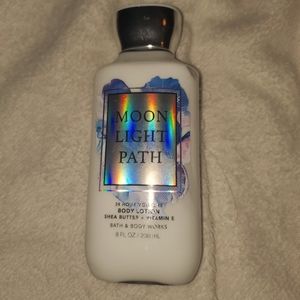 MOON
LIGHT
PATH
24 HOUR MOISTURE
BODY LOTION
SHEA BUTTER + VITAMIN E
BATH & BODY WORKS
8 FL OZ / 236 mL